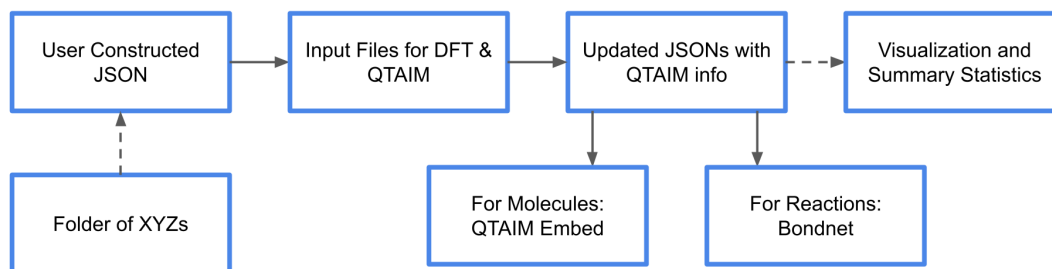 User Constructed
JSON
Input Files for DFT &
QTAIM
Updated JSONs with
QTAIM info
Visualization and
Summary Statistics
Folder of XYZs
For Molecules:
QTAIM Embed
For Reactions:
Bondnet